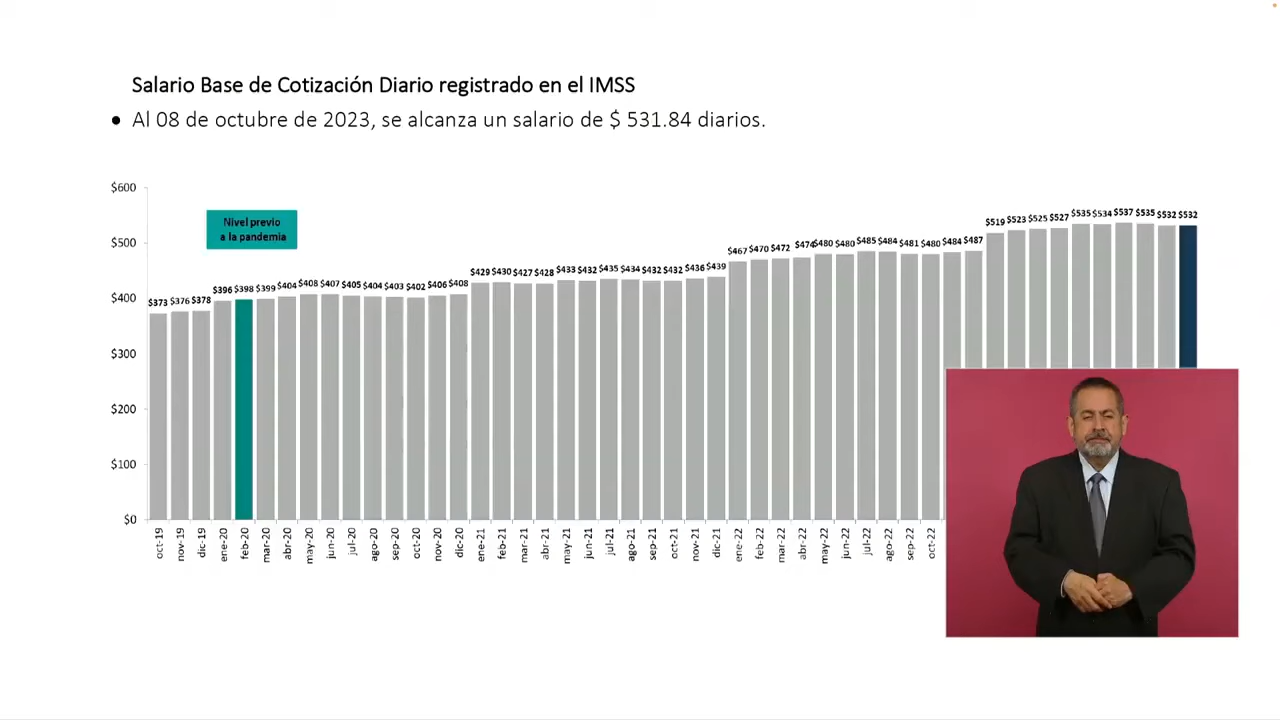 Salario Base de Cotización Diario registrado en el IMSS
● Al 08 de octubre de 2023, se alcanza un salario de $ 531.84 diarios.
$600
$500
$400
$300
$200
$100
$0
Nivel previo
a la pandemia
$373 $376 $378 $396 $398 $399 $404 $408 $407 $405 $404 $403 $402 $406 $408 $429 $430 $427 $428 $433 $432 $435 $434 $432 $432 $436 $439 $467 $470 $472 $474 $480 $480 $485 $484 $481 $480 $484 $487 $519 $523 $525 $527 $535 $534 $537 $535 $532 $532
oct-19 nov-19 dic-19 ene-20 feb-20 mar-20 abr-20 may-20 jun-20 jul-20 ago-20 sep-20 oct-20 nov-20 dic-20 ene-21 feb-21 mar-21 abr-21 may-21 jun-21 jul-21 ago-21 sep-21 oct-21 nov-21 dic-21 ene-22 feb-22 mar-22 abr-22 may-22 jun-22 jul-22 ago-22 sep-22 oct-22